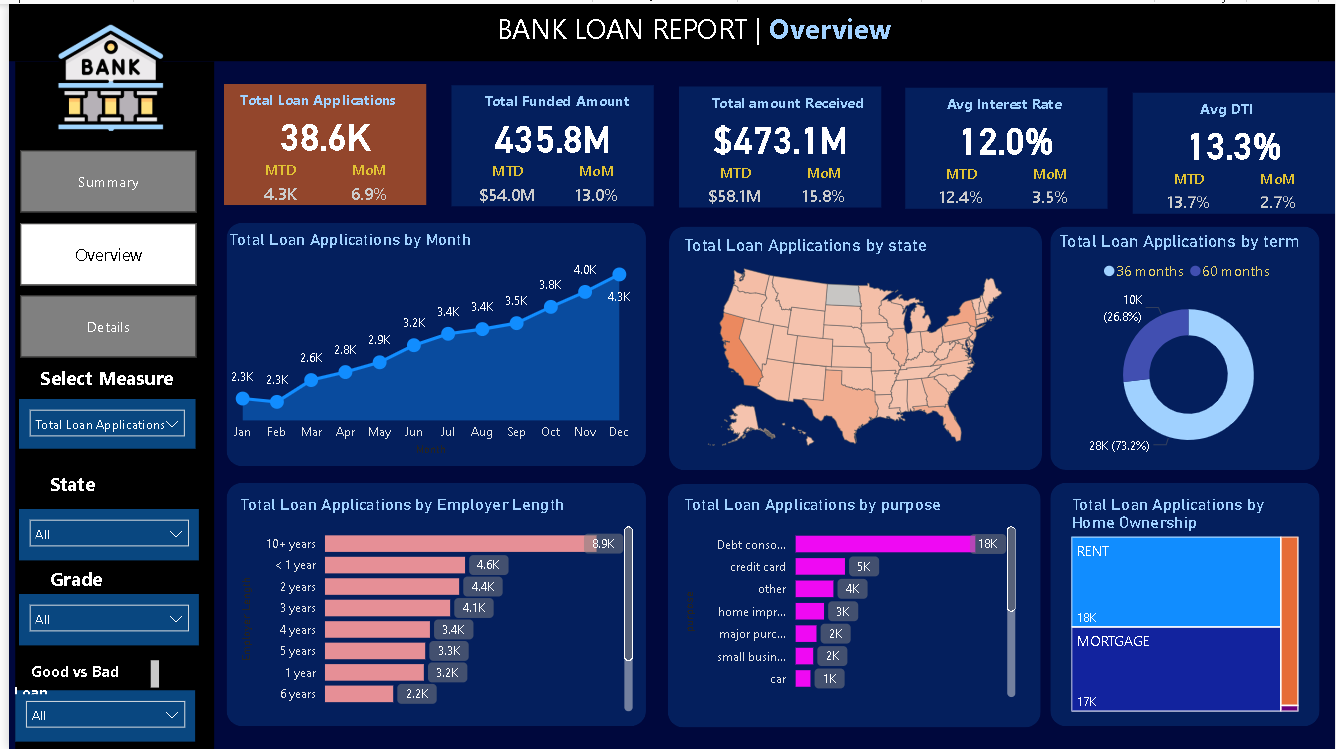 BANK LOAN REPORT | Overview
BANK
Summary
Overview
Details
Select Measure
Total Loan Applications
State
All
Grade
All
Good vs Bad
Loan
All
Total Loan Applications
38.6K
MTD MoM
4.3K 6.9%
Total Funded Amount
435.8M
MTD MoM
$54.0M 13.0%
Total amount Received
$473.1M
MTD MoM
$58.1M 15.8%
Avg Interest Rate
12.0%
MTD MoM
12.4% 3.5%
Avg DTI
13.3%
MTD MoM
13.7% 2.7%
Total Loan Applications by Month
2.3K 2.3K 2.6K 2.8K 2.9K 3.2K 3.4K 3.4K 3.5K 3.8K 4.0K 4.3K
Jan Feb Mar Apr May Jun Jul Aug Sep Oct Nov Dec
Month
Total Loan Applications by state
Total Loan Applications by term
36 months 60 months
10K
(26.8%)
28K (73.2%)
Total Loan Applications by Employer Length
10+ years 8.9K
< 1 year 4.6K
2 years 4.4K
3 years 4.1K
4 years 3.4K
5 years 3.3K
1 year 3.2K
6 years 2.2K
Total Loan Applications by purpose
purpose
Debt conso... 18K
credit card 5K
other 4K
home impr... 3K
major purc... 2K
small busin... 2K
car 1K
Total Loan Applications by
Home Ownership
RENT
18K
MORTGAGE
17K